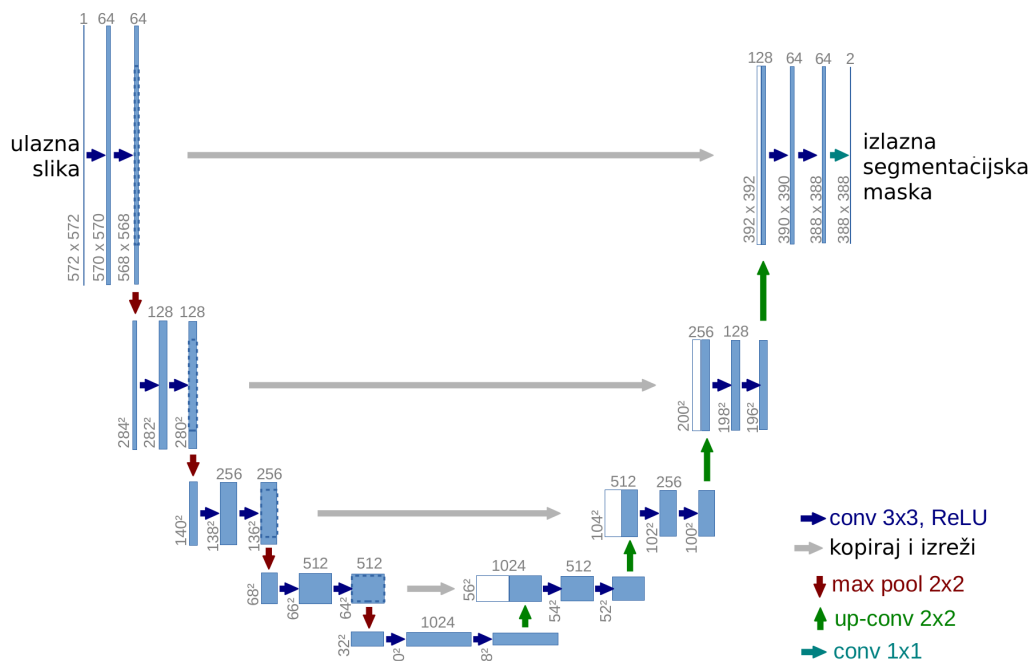 1 64 64
128 64 64 2
ulazna
slika
izlazna
segmentacijska
maska
572 x 572
570 x 570
568 x 568
392 x 392
390 x 390
388 x 388
388 x 388
128 128
256 128
284²
282²
280²
200²
198²
196²
256 256
512 256
140²
138²
136²
104²
102²
100²
512 512
1024 512
68²
66²
64²
56²
54²
52²
1024
32²
0²
8²
conv 3x3, ReLU
kopiraj i izreži
max pool 2x2
up-conv 2x2
conv 1x1